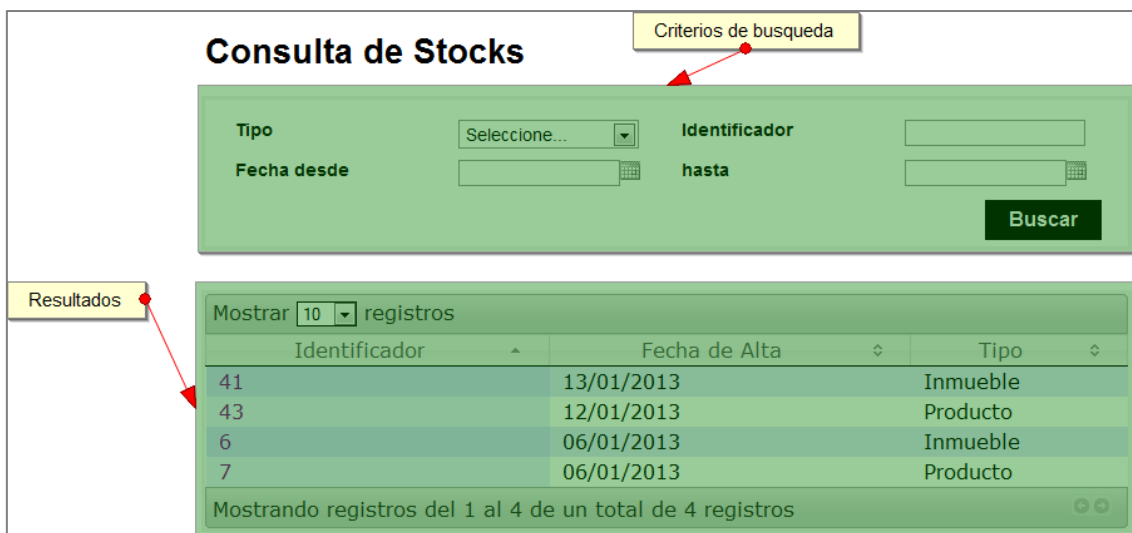 Criterios de busqueda
Consulta de Stocks
Tipo Seleccione... Identificador
Fecha desde hasta
Buscar
Resultados
Mostrar 10 registros
Identificador Fecha de Alta Tipo
41 13/01/2013 Inmueble
43 12/01/2013 Producto
6 06/01/2013 Inmueble
7 06/01/2013 Producto
Mostrando registros del 1 al 4 de un total de 4 registros